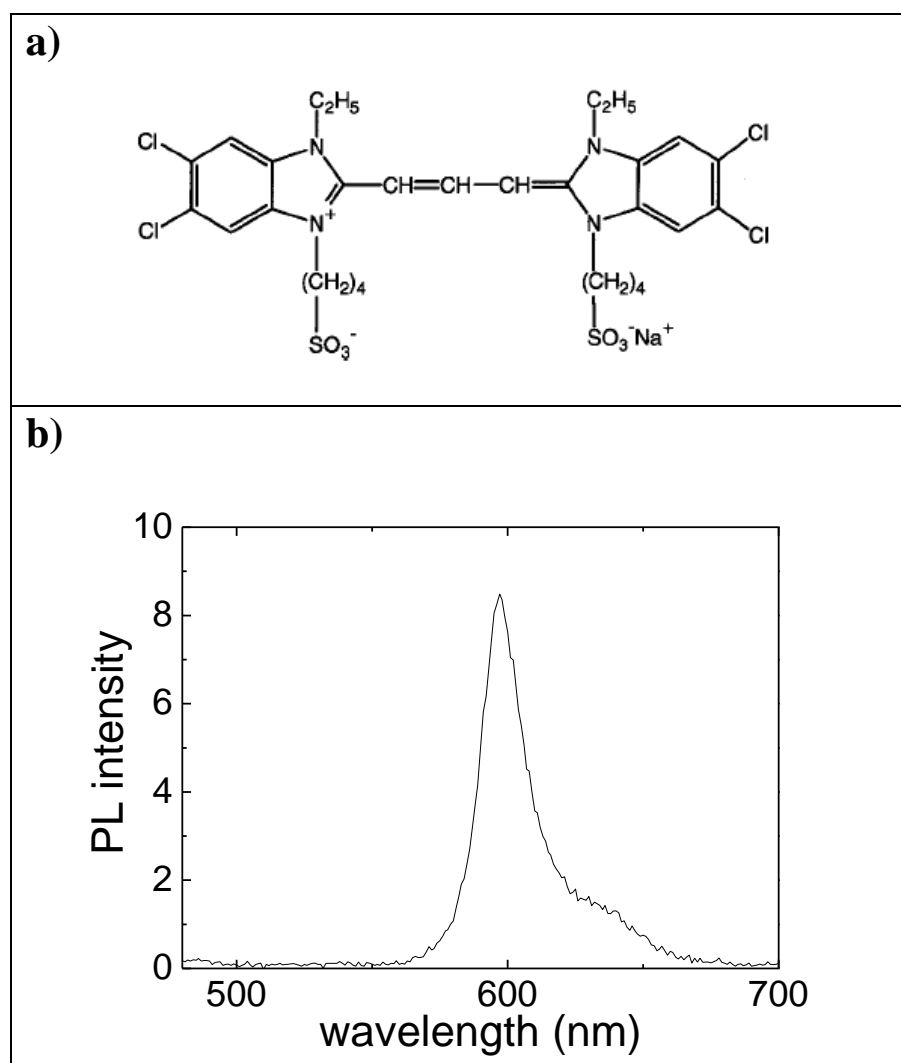 a)
C₂H₅ C₂H₅
Cl N N Cl
CH=CH-CH
Cl N⁺ N Cl
(CH₂)₄ (CH₂)₄
SO₃⁻ SO₃⁻Na⁺
b)
10
8
6
4
2
0
PL intensity
500 600 700
wavelength (nm)